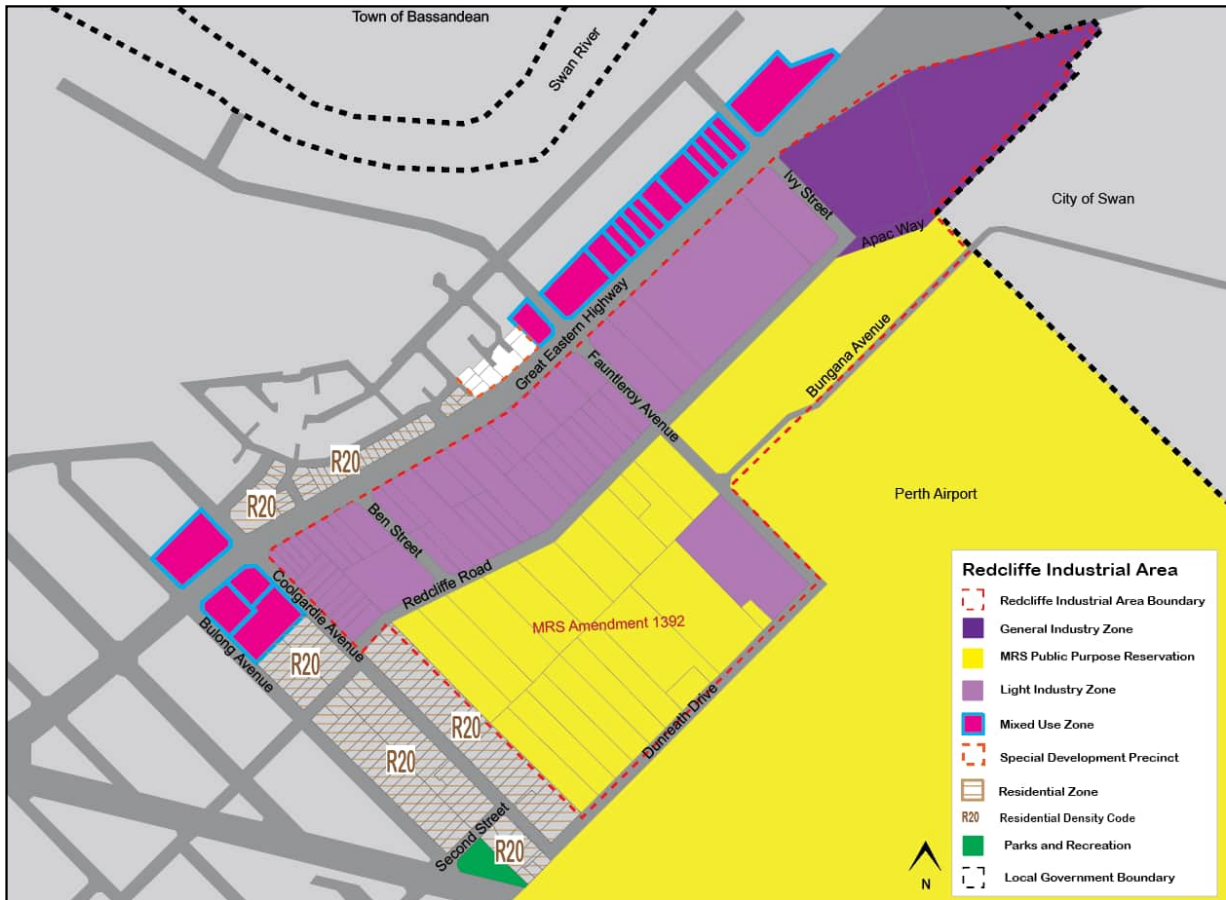 Town of Bassandean
Swan River
Ivy Street
City of Swan
Apac Way
Great Eastern Highway
Fauntleroy Avenue
Bungana Avenue
R20
R20
Perth Airport
Ben Street
Redcliffe Road
Coolgardie Avenue
Bulong Avenue
MRS Amendment 1392
R20
R20
R20
Dunreath Drive
Second Street
R20
N
Redcliffe Industrial Area
Redcliffe Industrial Area Boundary
General Industry Zone
MRS Public Purpose Reservation
Light Industry Zone
Mixed Use Zone
Special Development Precinct
Residential Zone
R20 Residential Density Code
Parks and Recreation
Local Government Boundary